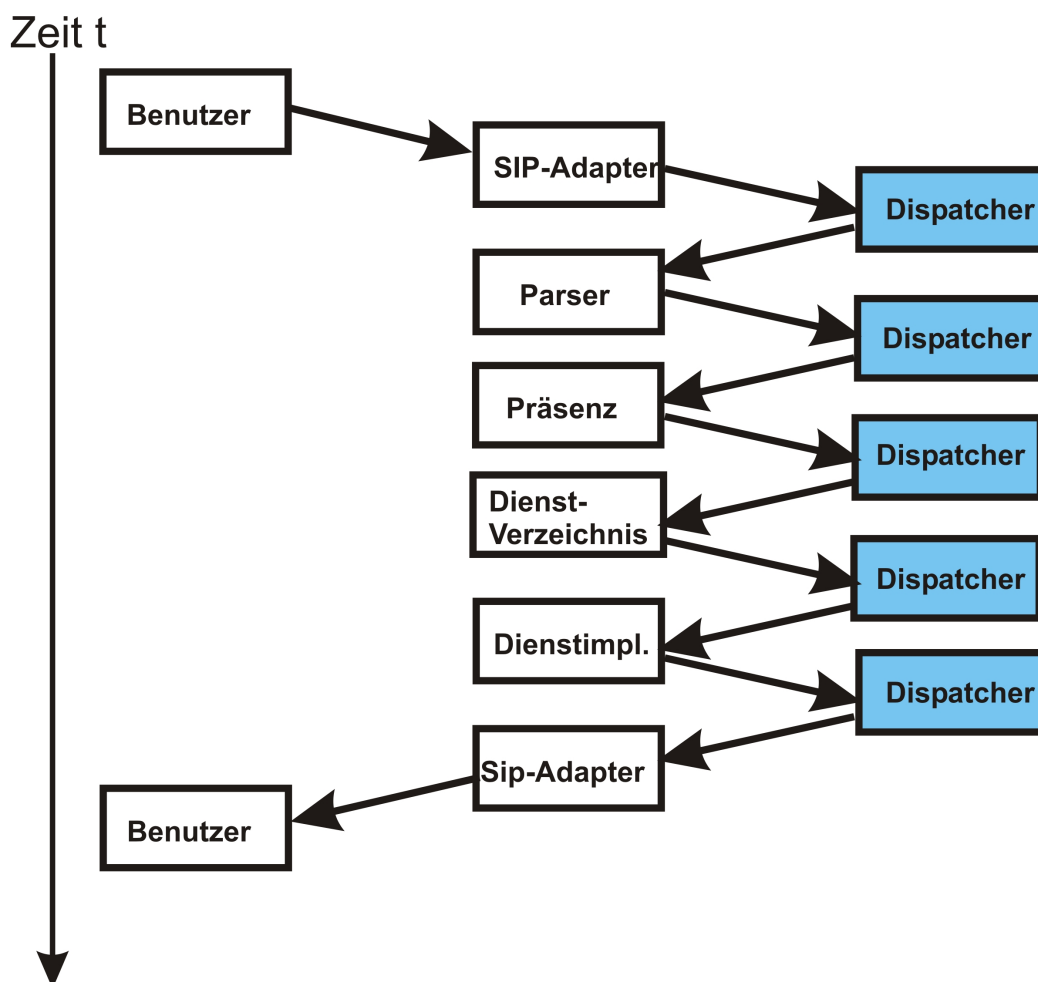 Zeit t
Benutzer
SIP-Adapter
Dispatcher
Parser
Dispatcher
Präsenz
Dispatcher
Dienst-
Verzeichnis
Dispatcher
Dienstimpl.
Dispatcher
Sip-Adapter
Benutzer